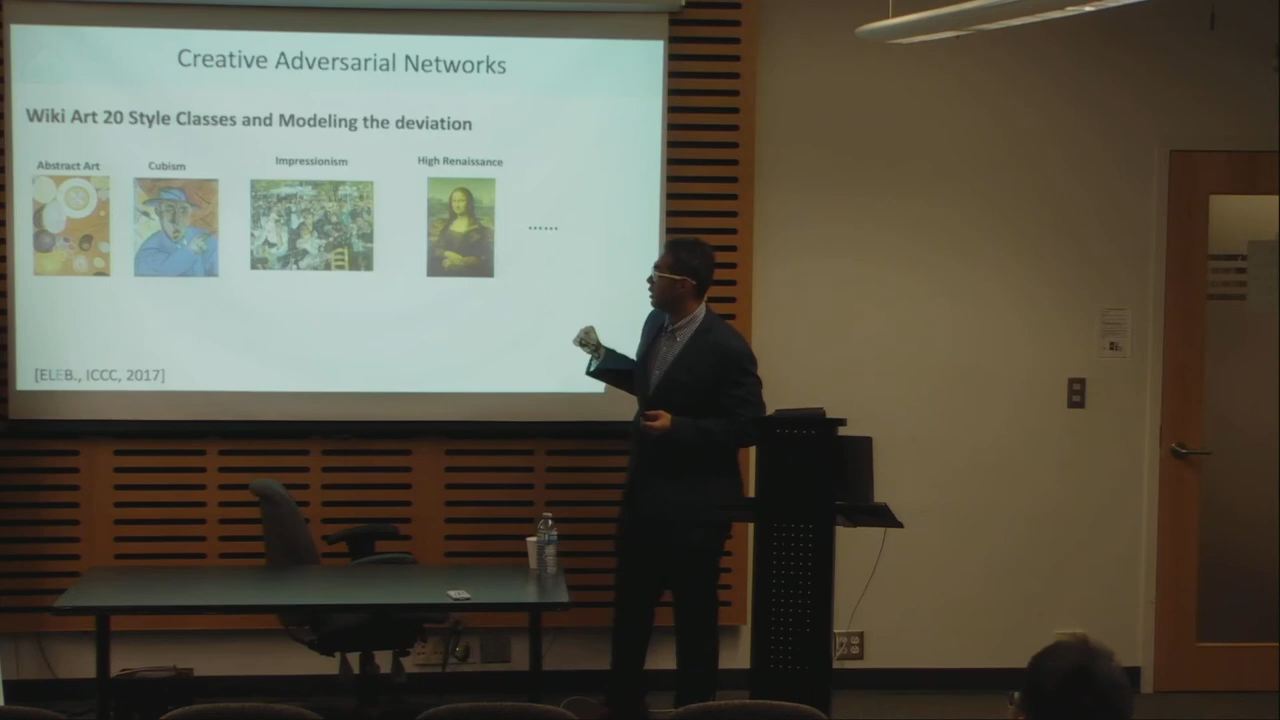 Creative Adversarial Networks
Wiki Art 20 Style Classes and Modeling the deviation
Abstract Art
Cubism
Impressionism
High Renaissance
......
[ELEB., ICCC, 2017]